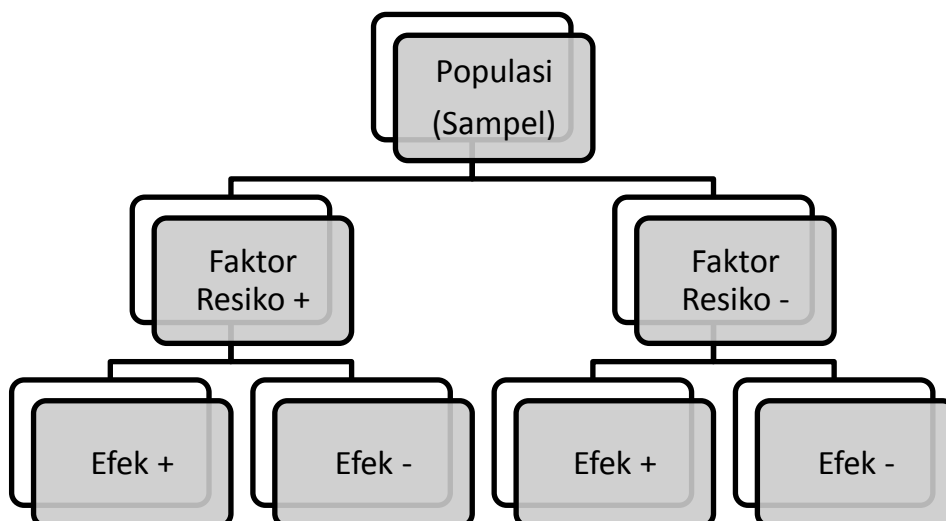 Populasi
(Sampel)
Faktor
Resiko +
Faktor
Resiko -
Efek +
Efek -
Efek +
Efek -